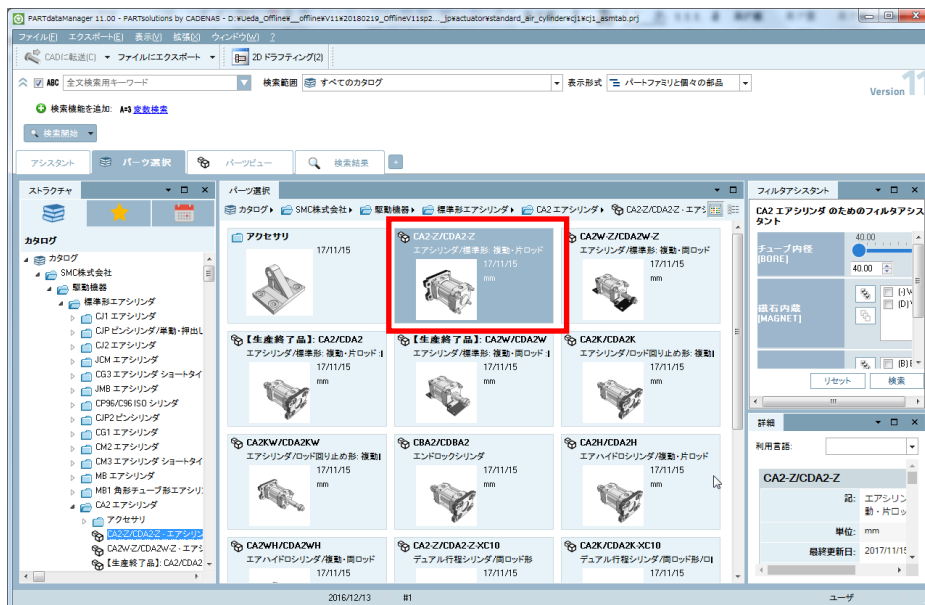 PARTdataManager 11.00 - PARTsolutions by CADENAS - D:¥Ueda_Offline¥__offline¥V11¥20180219_OfflineV11sp2..._jp¥actuator¥standard_air_cylinder¥cj1¥cj1_asmtab.prj
ファイル(F) エクスポート(E) 表示(V) 拡張(X) ウィンドウ(W) ?
CADに転送(C) ファイルにエクスポート 2D ドラフティング(2)
ABC 全文検索用キーワード 検索範囲 すべてのカタログ 表示形式 パートファミリと個々の部品
Version 11
検索機能を追加: A=3 変数検索
検索開始
アシスタント パーツ選択 パーツビュー 検索結果 +
ストラクチャ
カタログ
カタログ
SMC株式会社
駆動機器
標準形エアシリンダ
CJ1 エアシリンダ
CJP ピンシリンダ/単動・押出し
CJ2 エアシリンダ
JCM エアシリンダ
CG3 エアシリンダ ショートタイ
JMB エアシリンダ
CP96/C96 ISO シリンダ
CJP2 ピンシリンダ
CG1 エアシリンダ
CM2 エアシリンダ
CM3 エアシリンダ ショートタイ
MB エアシリンダ
MB1 角形チューブ形エアシリ
CA2 エアシリンダ
アクセサリ
CA2-Z/CDA2-Z - エアシリン
CA2W-Z/CDA2W-Z - エアシ
【生産終了品】: CA2/CDA2
パーツ選択
カタログ SMC株式会社 駆動機器 標準形エアシリンダ CA2 エアシリンダ CA2-Z/CDA2-Z - エアシ
アクセサリ
17/11/15
CA2-Z/CDA2-Z
エアシリンダ/標準形: 複動・片ロッド
17/11/15
mm
CA2W-Z/CDA2W-Z
エアシリンダ/標準形: 複動・両ロッド
17/11/15
mm
【生産終了品】: CA2/CDA2
エアシリンダ/標準形: 複動・片ロッド:
17/11/15
mm
【生産終了品】: CA2W/CDA2W
エアシリンダ/標準形: 複動・両ロッド:
17/11/15
mm
CA2K/CDA2K
エアシリンダ/ロッド回り止め形: 複動
17/11/15
mm
CA2KW/CDA2KW
エアシリンダ/ロッド回り止め形: 複動
17/11/15
mm
CBA2/CDBA2
エンドロックシリンダ
17/11/15
mm
CA2H/CDA2H
エアハイドロシリンダ/複動・片ロッド
17/11/15
mm
CA2WH/CDA2WH
エアハイドロシリンダ/複動・両ロッド
17/11/15
CA2-Z/CDA2-Z-XC10
デュアル行程シリンダ/両ロッド形
17/11/15
CA2K/CDA2K-XC10
デュアル行程シリンダ/両ロッド形/ロ
17/11/15
フィルタアシスタント
CA2 エアシリンダ のためのフィルタアシス
タント
チューブ内径
[BORE]
40.00
40.00
磁石内蔵
[MAGNET]
(-)
(D)
(B)
リセット 検索
詳細
利用言語:
CA2-Z/CDA2-Z
記: エアシリン
動・片ロッ
単位: mm
最終更新日: 2017/11/15
2016/12/13 #1 ユーザ